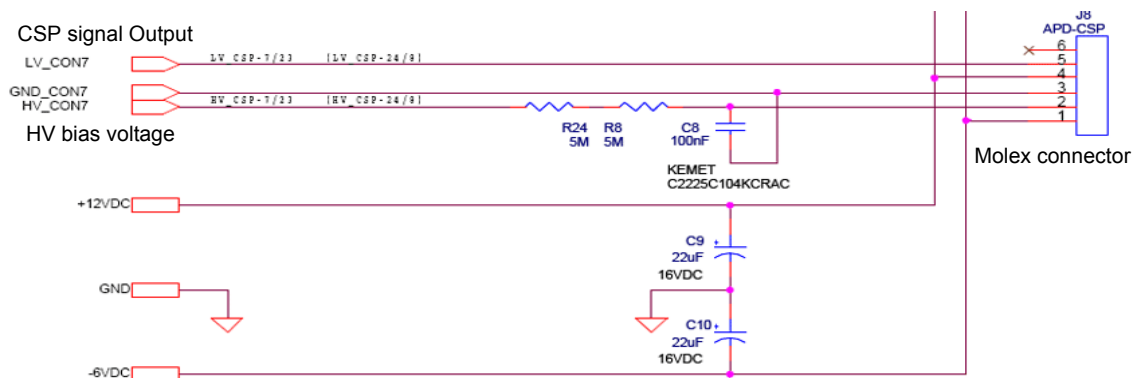 J8
APD-CSP
CSP signal Output
LV_CON7
LV_CSP-7/23 [LV_CSP-24/8]
6
5
4
3
2
1
GND_CON7
HV_CON7
HV_CSP-7/23 [HV_CSP-24/8]
HV bias voltage
R24
5M
R8
5M
C8
100nF
KEMET
C2225C104KCRAC
Molex connector
+12VDC
C9
22uF
16VDC
GND
C10
22uF
16VDC
-6VDC